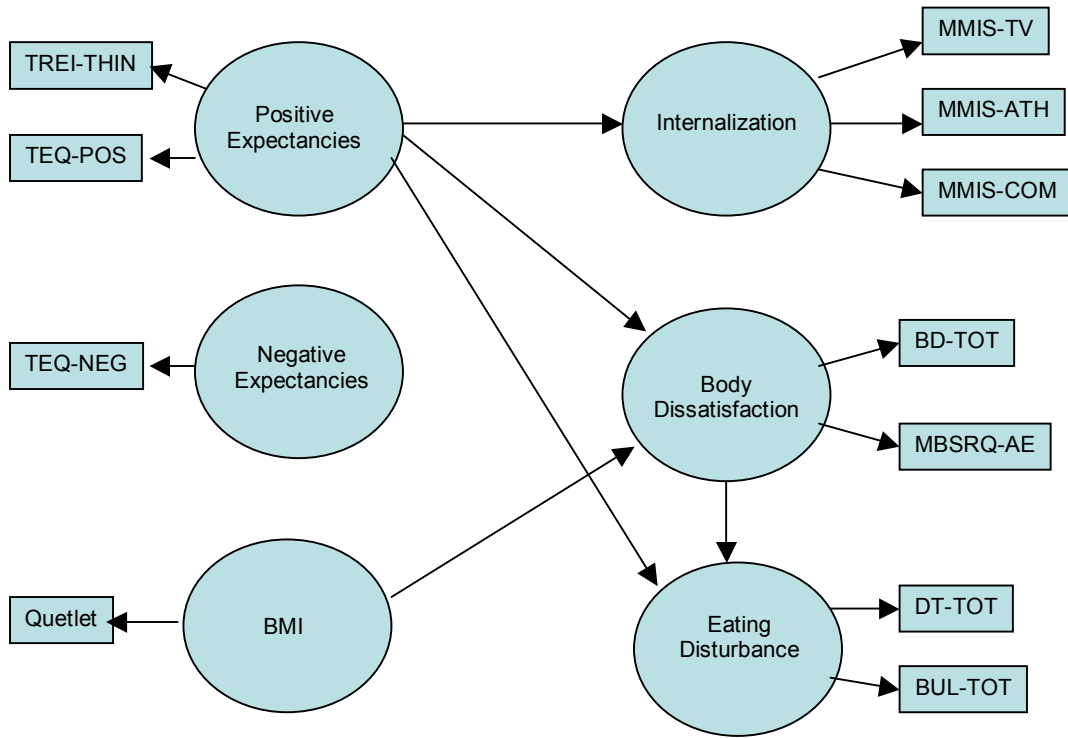 TREI-THIN
Positive
Expectancies
TEQ-POS
Internalization
MMIS-TV
MMIS-ATH
MMIS-COM
TEQ-NEG
Negative
Expectancies
Body
Dissatisfaction
BD-TOT
MBSRQ-AE
Quetlet
BMI
Eating
Disturbance
DT-TOT
BUL-TOT